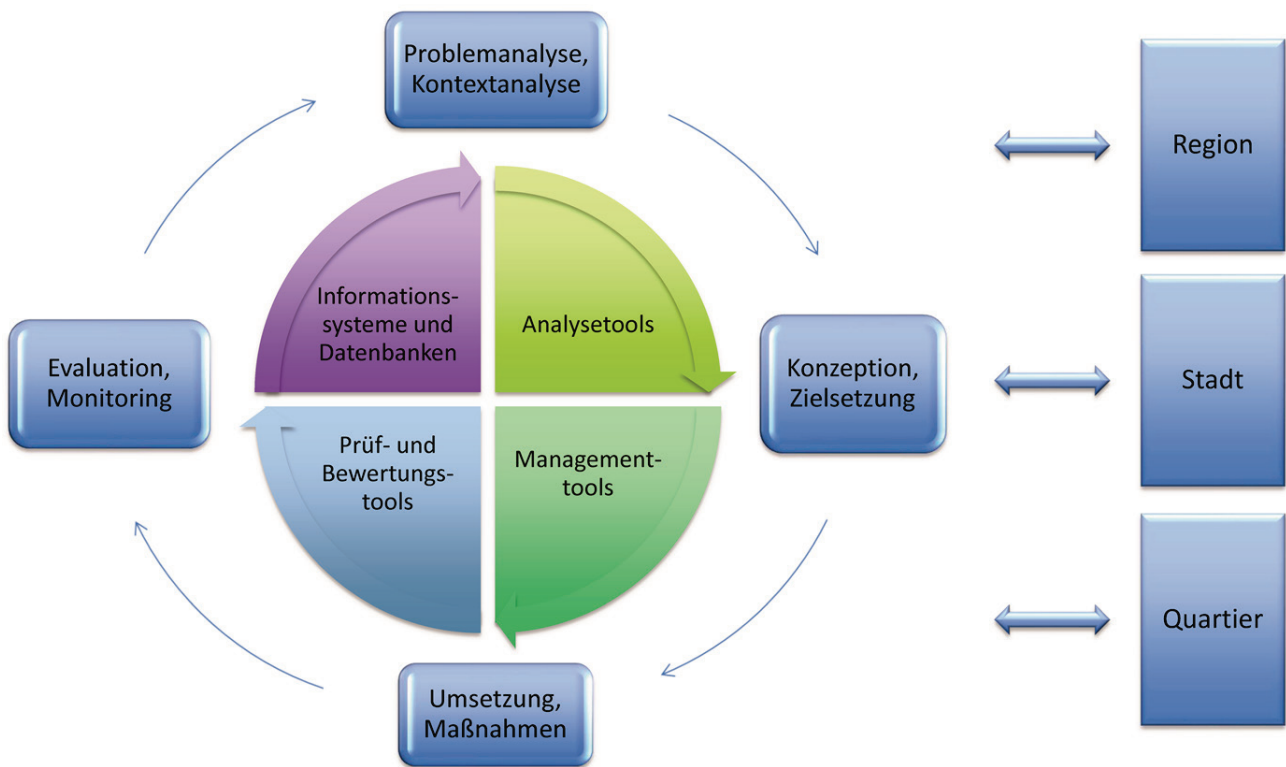 Problemanalyse,
Kontextanalyse
Region
Informations-
systeme und
Datenbanken
Analysetools
Evaluation,
Monitoring
Konzeption,
Zielsetzung
Stadt
Prüf- und
Bewertungs-
tools
Management-
tools
Quartier
Umsetzung,
Maßnahmen